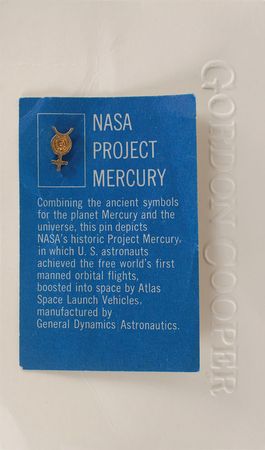 NASA
PROJECT
MERCURY
Combining the ancient symbols
for the planet Mercury and the
universe, this pin depicts
NASA's historic Project Mercury,
in which U. S. astronauts
achieved the free world's first
manned orbital flights,
boosted into space by Atlas
Space Launch Vehicles,
manufactured by
General Dynamics Astronautics.
GORDON COOPER